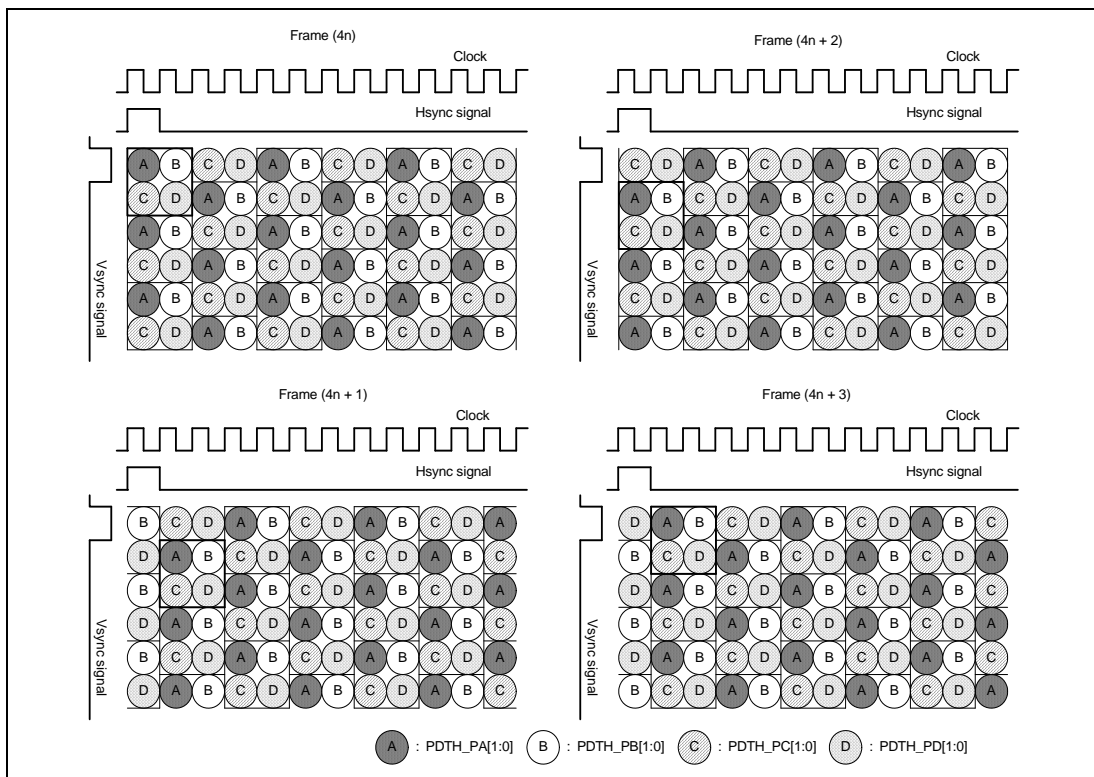 Frame (4n)
Clock
Hsync signal
Vsync signal
A B C D A B C D A B C D
C D A B C D A B C D A B
A B C D A B C D A B C D
C D A B C D A B C D A B
A B C D A B C D A B C D
C D A B C D A B C D A B
Frame (4n + 2)
Clock
Hsync signal
Vsync signal
C D A B C D A B C D A B
A B C D A B C D A B C D
C D A B C D A B C D A B
A B C D A B C D A B C D
C D A B C D A B C D A B
A B C D A B C D A B C D
Frame (4n + 1)
Clock
Hsync signal
Vsync signal
B C D A B C D A B C D A
D A B C D A B C D A B C
B C D A B C D A B C D A
D A B C D A B C D A B C
B C D A B C D A B C D A
D A B C D A B C D A B C
Frame (4n + 3)
Clock
Hsync signal
Vsync signal
D A B C D A B C D A B C
B C D A B C D A B C D A
D A B C D A B C D A B C
B C D A B C D A B C D A
D A B C D A B C D A B C
B C D A B C D A B C D A
A : PDTH_PA[1:0] B : PDTH_PB[1:0] C : PDTH_PC[1:0] D : PDTH_PD[1:0]